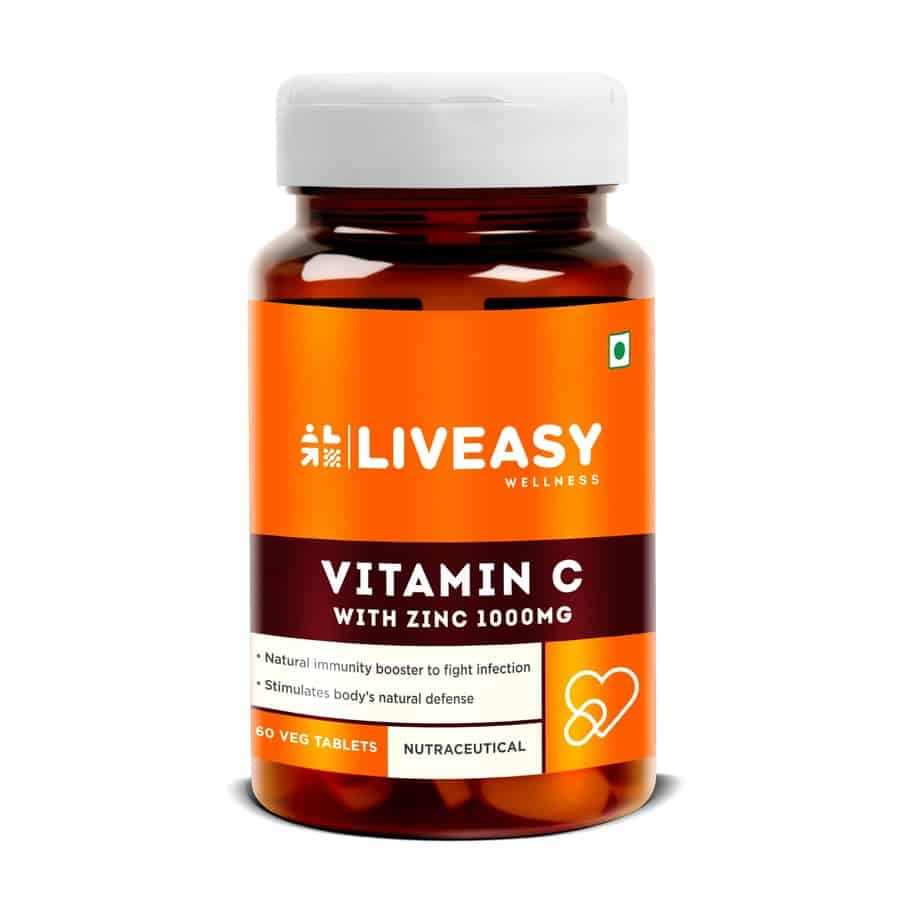 LIVEASY
WELLNESS
VITAMIN C
WITH ZINC 1000MG
• Natural immunity booster to fight infection
• Stimulates body's natural defense
60 VEG TABLETS
NUTRACEUTICAL